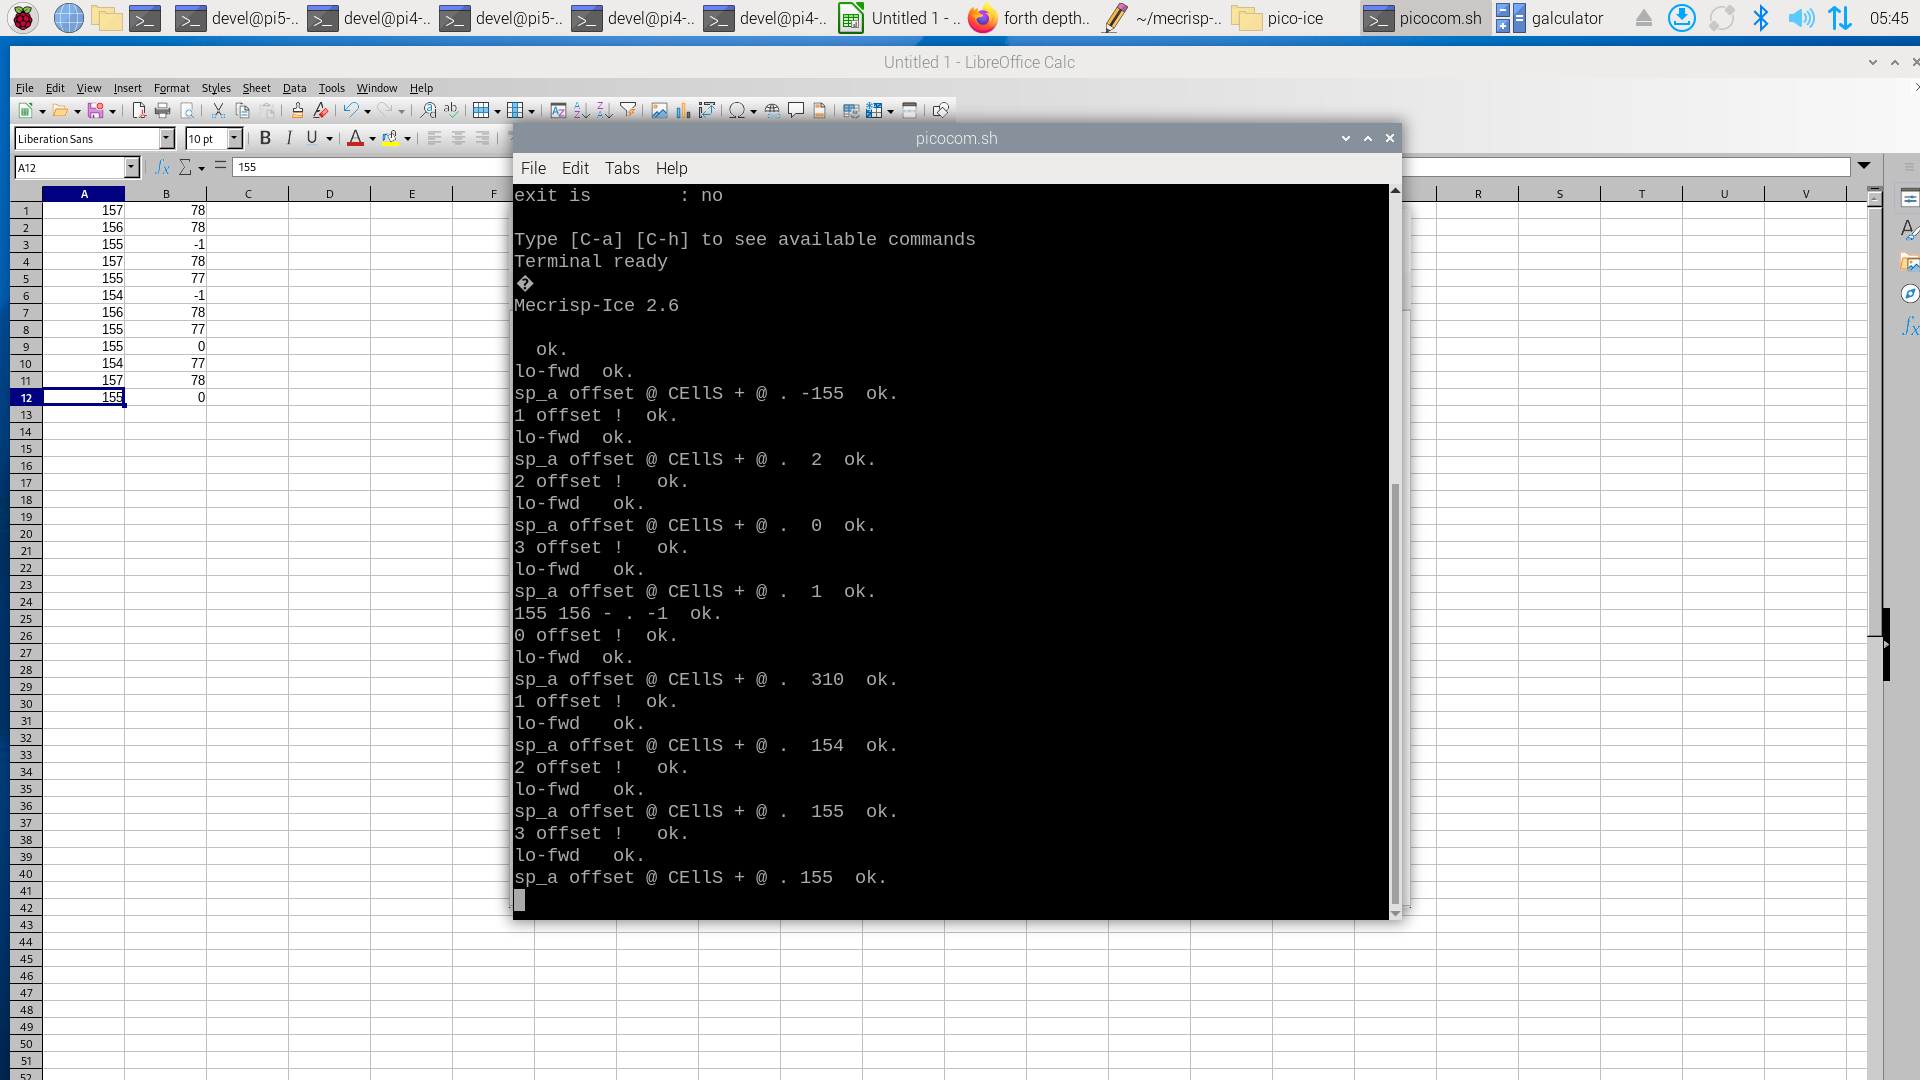 devel@pi5-.. devel@pi4-.. devel@pi5-.. devel@pi4-.. devel@pi4-.. Untitled 1 - .. forth depth.. ~/mecrisp-.. pico-ice picocom.sh galculator 05:45
Untitled 1 - LibreOffice Calc
File Edit View Insert Format Styles Sheet Data Tools Window Help
Liberation Sans 10 pt
A12 155
A B C D E F R S T U V
1 157 78
2 156 78
3 155 -1
4 157 78
5 155 77
6 154 -1
7 156 78
8 155 77
9 155 0
10 154 77
11 157 78
12 155 0
13
14
15
16
17
18
19
20
21
22
23
24
25
26
27
28
29
30
31
32
33
34
35
36
37
38
39
40
41
42
43
44
45
46
47
48
49
50
51
52
picocom.sh
File Edit Tabs Help
exit is        : no
Type [C-a] [C-h] to see available commands
Terminal ready
�
Mecrisp-Ice 2.6
ok.
lo-fwd  ok.
sp_a offset @ CEllS + @ . -155  ok.
1 offset !  ok.
lo-fwd  ok.
sp_a offset @ CEllS + @ .  2  ok.
2 offset !   ok.
lo-fwd   ok.
sp_a offset @ CEllS + @ .  0  ok.
3 offset !   ok.
lo-fwd   ok.
sp_a offset @ CEllS + @ .  1  ok.
155 156 - . -1  ok.
0 offset !  ok.
lo-fwd  ok.
sp_a offset @ CEllS + @ .  310  ok.
1 offset !  ok.
lo-fwd   ok.
sp_a offset @ CEllS + @ .  154  ok.
2 offset !   ok.
lo-fwd   ok.
sp_a offset @ CEllS + @ .  155  ok.
3 offset !   ok.
lo-fwd   ok.
sp_a offset @ CEllS + @ . 155  ok.